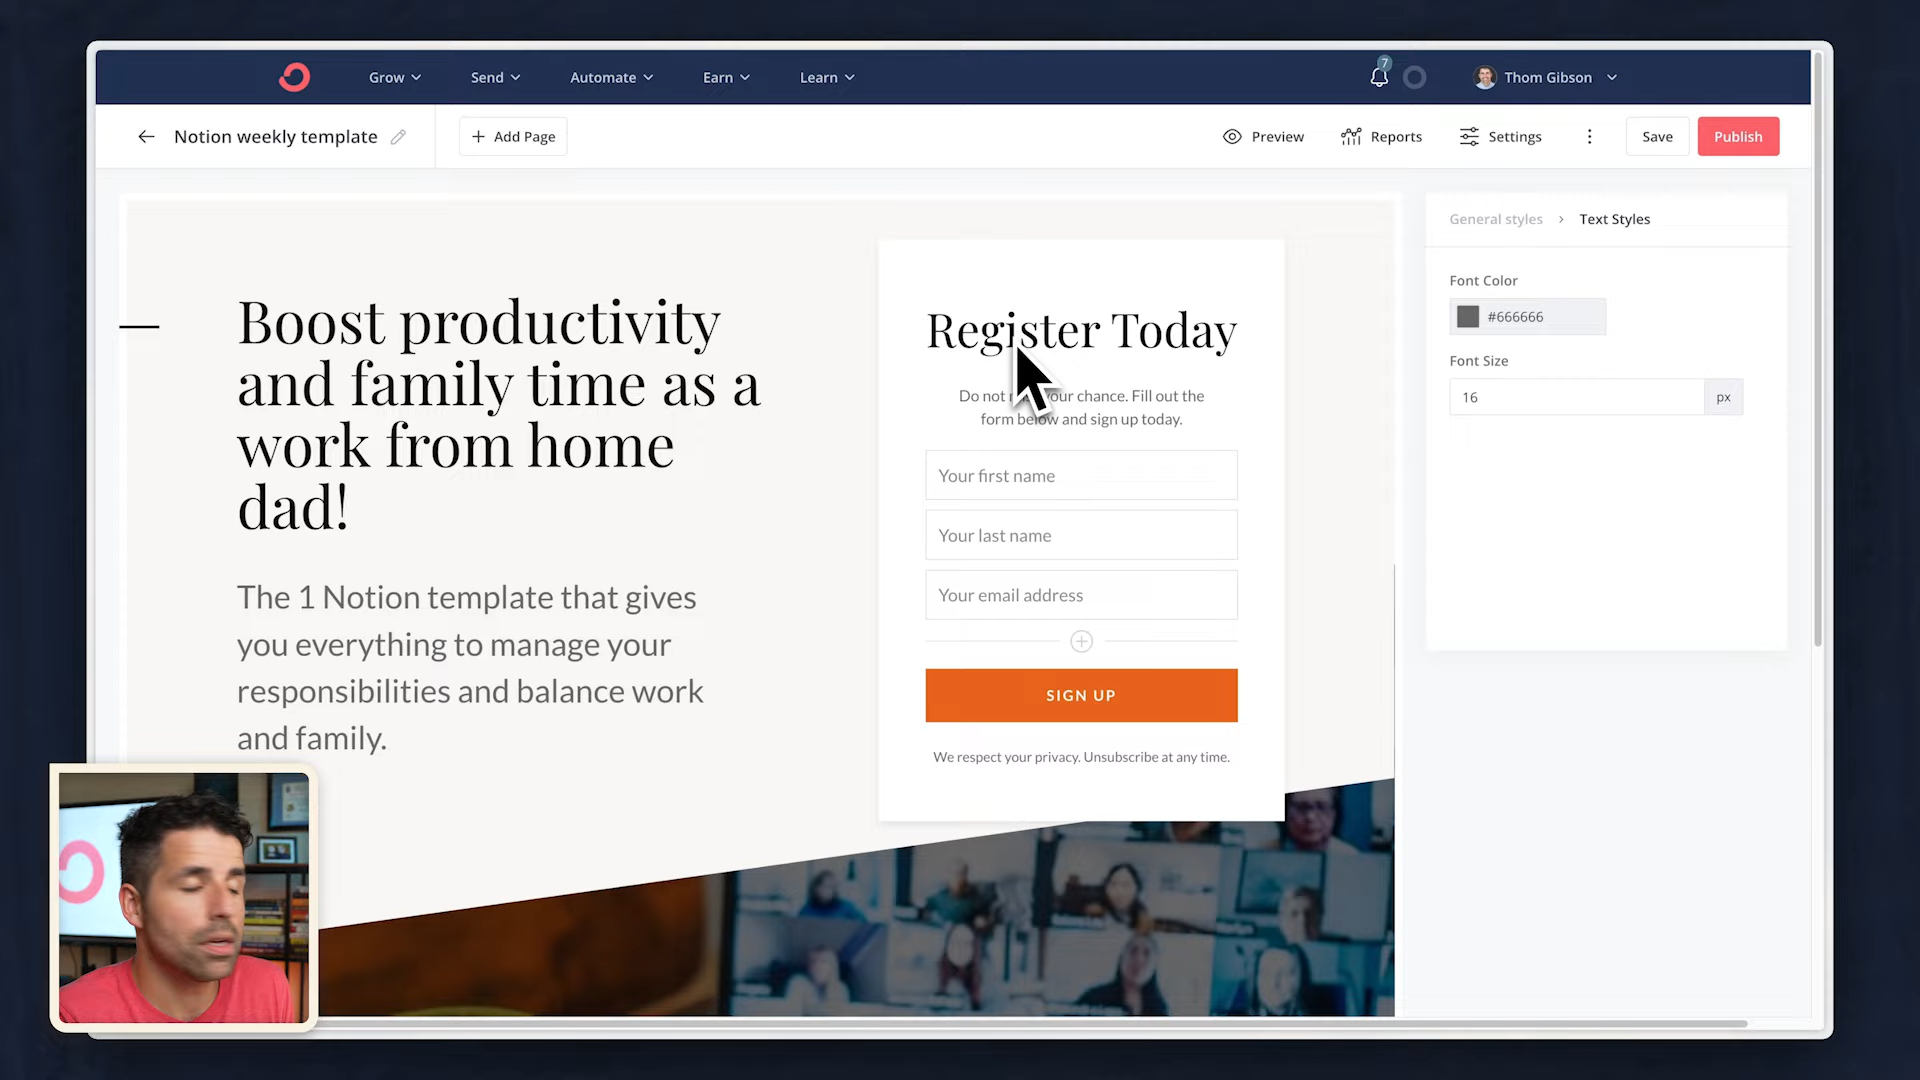 Grow
Send
Automate
Earn
Learn
7
Thom Gibson
Notion weekly template
+ Add Page
Preview
Reports
Settings
Save
Publish
General styles > Text Styles
Font Color
#666666
Font Size
16
px
Boost productivity
and family time as a
work from home
dad!
The 1 Notion template that gives
you everything to manage your
responsibilities and balance work
and family.
Register Today
Do not your chance. Fill out the
form below and sign up today.
Your first name
Your last name
Your email address
SIGN UP
We respect your privacy. Unsubscribe at any time.